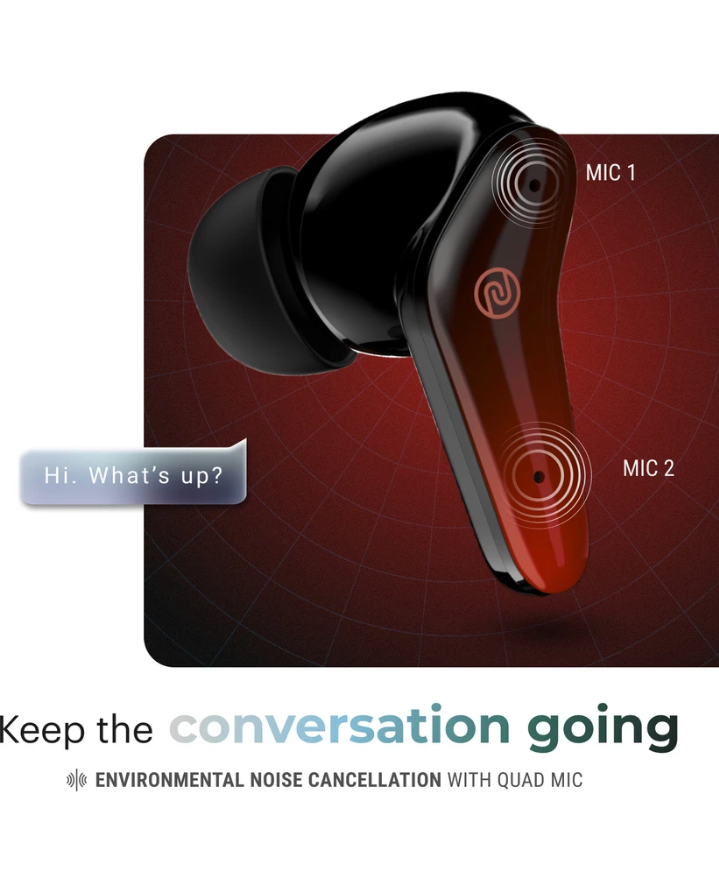 MIC 1
MIC 2
Hi. What's up?
Keep the conversation going
ENVIRONMENTAL NOISE CANCELLATION WITH QUAD MIC